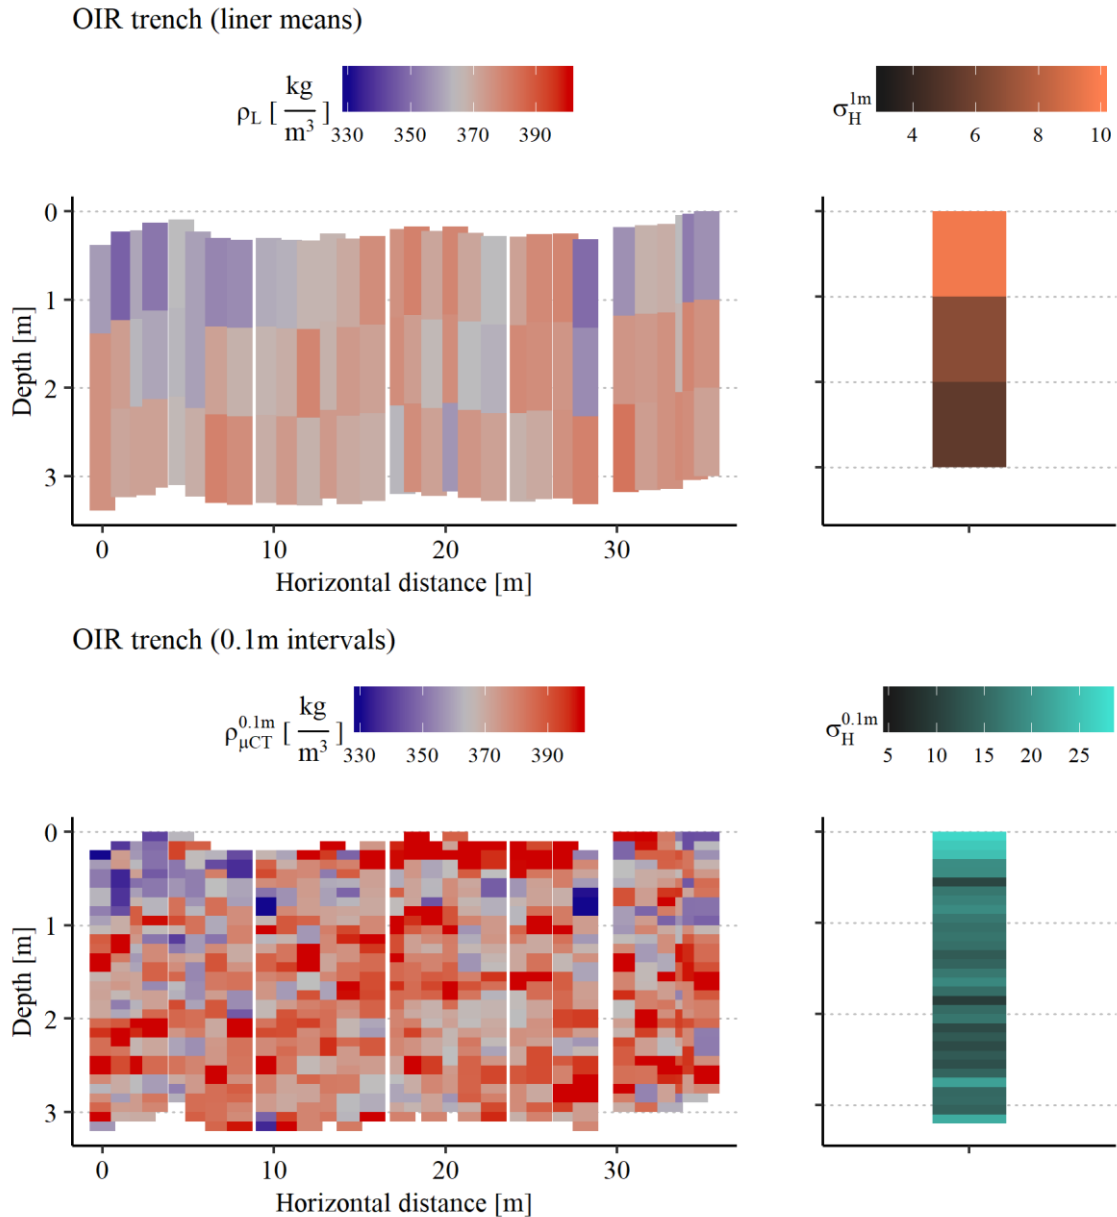 OIR trench (liner means)
ρL [ kg/m³ ]
330 350 370 390
σH1m
4 6 8 10
Depth [m]
0
1
2
3
0 10 20 30
Horizontal distance [m]
OIR trench (0.1m intervals)
ρμCT0.1m [ kg/m³ ]
330 350 370 390
σH0.1m
5 10 15 20 25
Depth [m]
0
1
2
3
0 10 20 30
Horizontal distance [m]